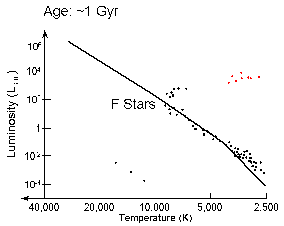 Age: ~1 Gyr
10⁶
10⁴
10²
1
10⁻²
10⁻⁴
Luminosity
F Stars
40,000 20,000 10,000 5,000 2,500
Temperature (K)